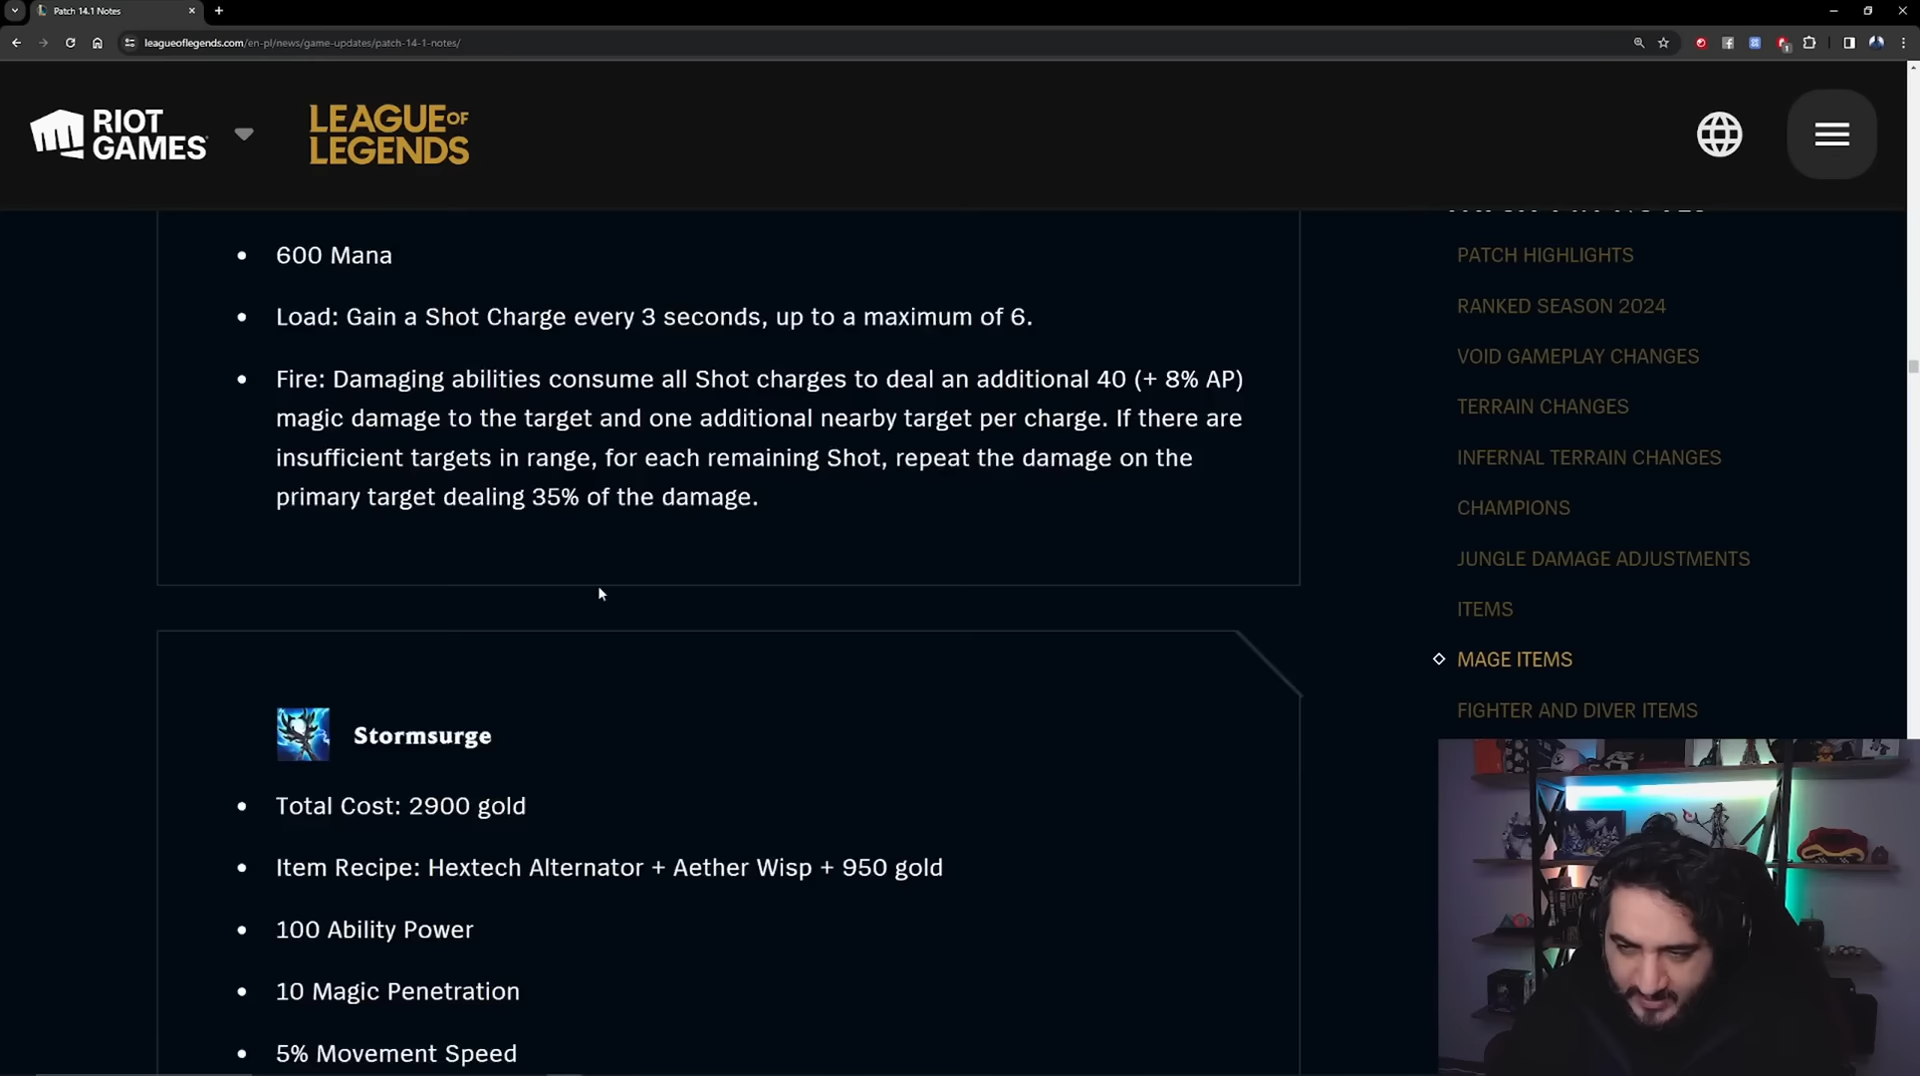 Patch 14.1 Notes
leagueoflegends.com/en-pl/news/game-updates/patch-14-1-notes/
RIOT
GAMES
LEAGUE OF
LEGENDS
600 Mana
Load: Gain a Shot Charge every 3 seconds, up to a maximum of 6.
Fire: Damaging abilities consume all Shot charges to deal an additional 40 (+ 8% AP)
magic damage to the target and one additional nearby target per charge. If there are
insufficient targets in range, for each remaining Shot, repeat the damage on the
primary target dealing 35% of the damage.
Stormsurge
Total Cost: 2900 gold
Item Recipe: Hextech Alternator + Aether Wisp + 950 gold
100 Ability Power
10 Magic Penetration
5% Movement Speed
PATCH HIGHLIGHTS
RANKED SEASON 2024
VOID GAMEPLAY CHANGES
TERRAIN CHANGES
INFERNAL TERRAIN CHANGES
CHAMPIONS
JUNGLE DAMAGE ADJUSTMENTS
ITEMS
MAGE ITEMS
FIGHTER AND DIVER ITEMS